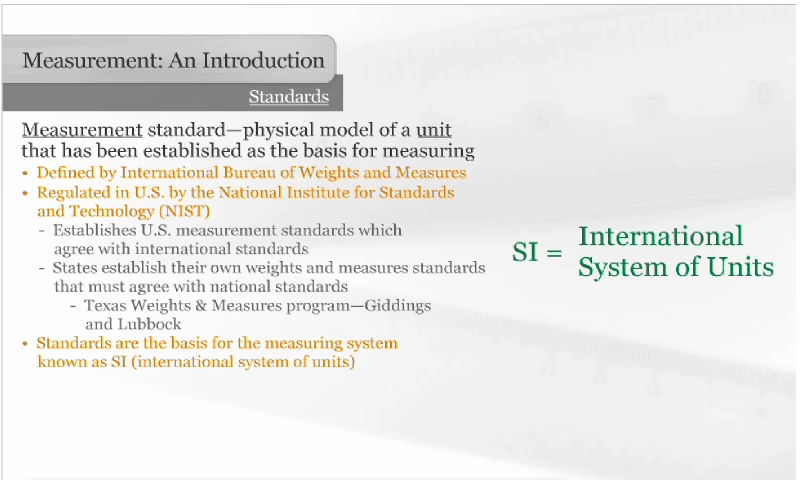 Measurement: An Introduction
Standards
Measurement standard—physical model of a unit
that has been established as the basis for measuring
• Defined by International Bureau of Weights and Measures
• Regulated in U.S. by the National Institute for Standards
and Technology (NIST)
- Establishes U.S. measurement standards which
agree with international standards
- States establish their own weights and measures standards
that must agree with national standards
- Texas Weights & Measures program—Giddings
and Lubbock
• Standards are the basis for the measuring system
known as SI (international system of units)
SI = International
System of Units
6 7 8